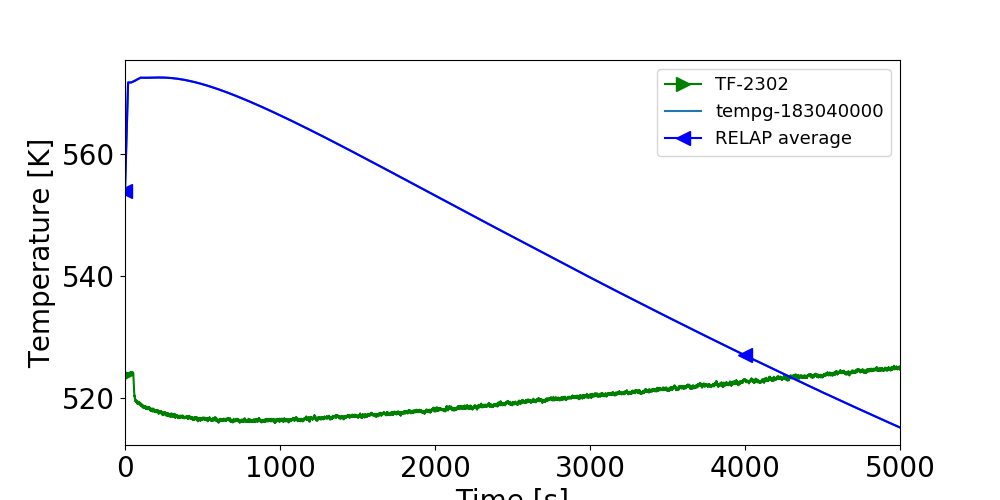 TF-2302
tempg-183040000
RELAP average
Temperature [K]
560
540
520
0 1000 2000 3000 4000 5000
Time [s]